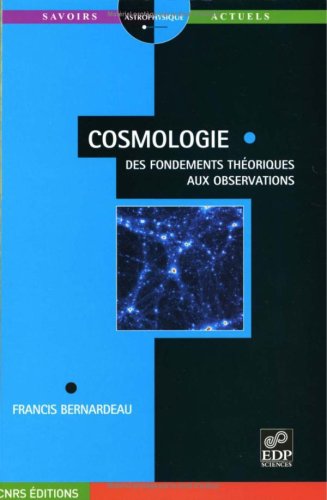 SAVOIRS ASTROPHYSIQUE ACTUELS
COSMOLOGIE
DES FONDEMENTS THÉORIQUES
AUX OBSERVATIONS
FRANCIS BERNARDEAU
EDP
SCIENCES
CNRS ÉDITIONS